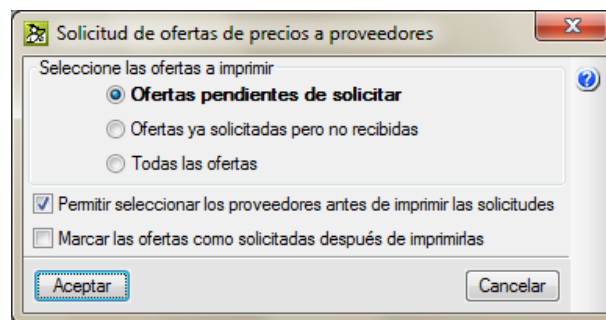 Solicitud de ofertas de precios a proveedores
Seleccione las ofertas a imprimir
Ofertas pendientes de solicitar
Ofertas ya solicitadas pero no recibidas
Todas las ofertas
Permitir seleccionar los proveedores antes de imprimir las solicitudes
Marcar las ofertas como solicitadas después de imprimirlas
Aceptar
Cancelar